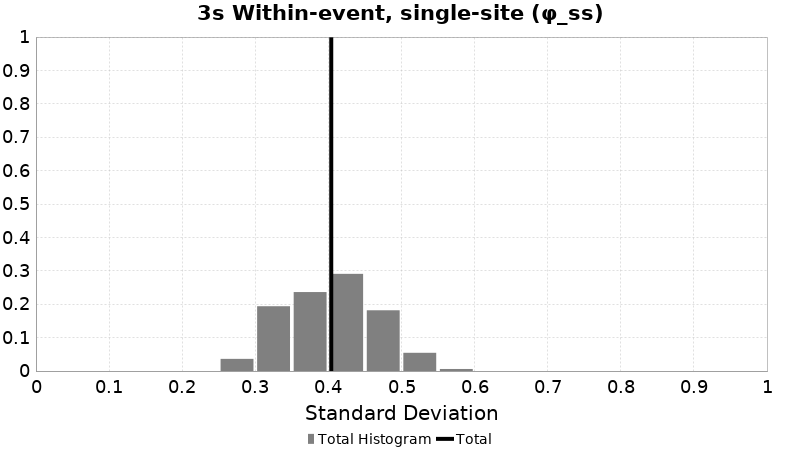 3s Within-event, single-site (φ_ss)
1
0.9
0.8
0.7
0.6
0.5
0.4
0.3
0.2
0.1
0
0 0.1 0.2 0.3 0.4 0.5 0.6 0.7 0.8 0.9 1
Standard Deviation
Total Histogram Total